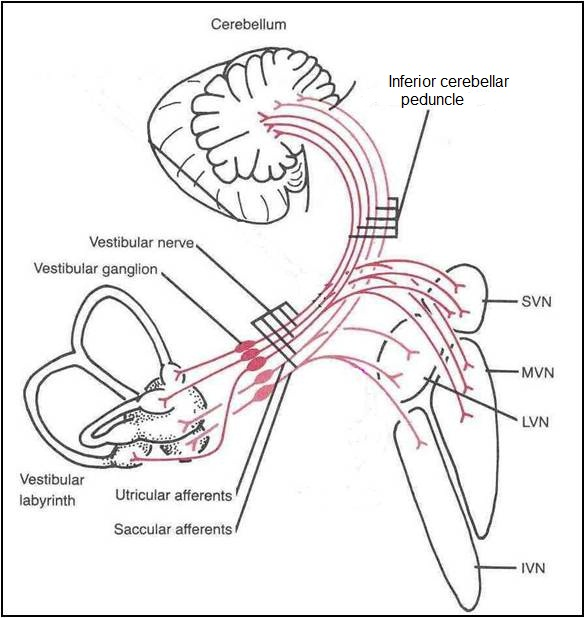 Cerebellum
Inferior cerebellar
peduncle
Vestibular nerve
Vestibular ganglion
SVN
MVN
LVN
Vestibular
labyrinth
Utricular afferents
Saccular afferents
IVN